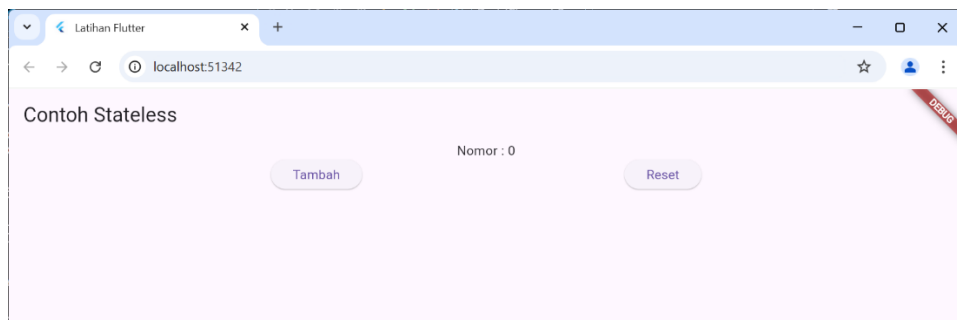 Latihan Flutter
localhost:51342
DEBUG
Contoh Stateless
Nomor : 0
Tambah Reset